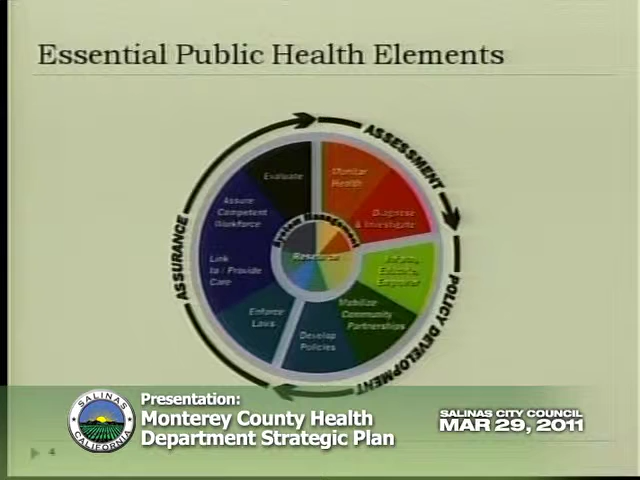 Essential Public Health Elements
ASSESSMENT
POLICY DEVELOPMENT
ASSURANCE
Monitor
Health
Diagnose
& Investigate
Inform,
Educate,
Empower
Mobilize
Community
Partnerships
Develop
Policies
Enforce
Laws
Link
to / Provide
Care
Assure
Competent
Workforce
Evaluate
System Management
Research
SALINAS
CALIFORNIA
Presentation:
Monterey County Health
Department Strategic Plan
SALINAS CITY COUNCIL
MAR 29, 2011
4